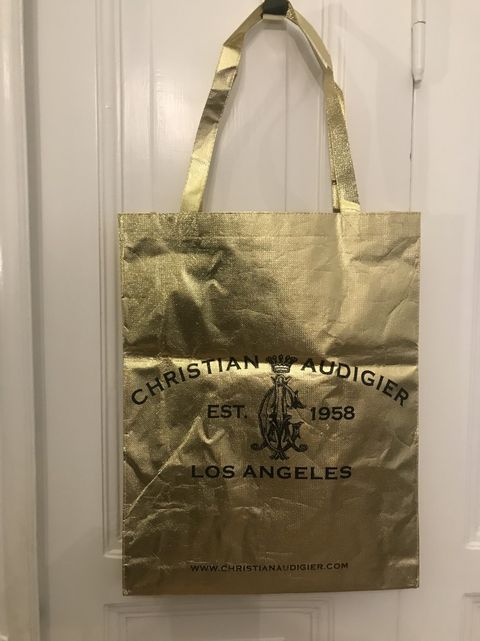 CHRISTIAN AUDIGIER
EST. 1958
LOS ANGELES
WWW.CHRISTIANAUDIGIER.COM